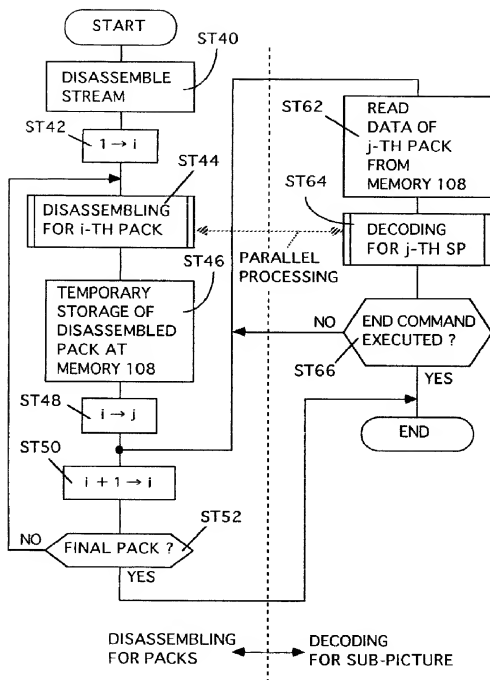 START
ST40
DISASSEMBLE
STREAM
ST42
1→i
ST44
DISASSEMBLING
FOR i-TH PACK
ST46
TEMPORARY
STORAGE OF
DISASSEMBLED
PACK AT
MEMORY 108
ST48
i→j
ST50
i+1→i
ST52
NO
FINAL PACK ?
YES
ST62
READ
DATA OF
j-TH PACK
FROM
MEMORY 108
ST64
DECODING
FOR j-TH SP
PARALLEL
PROCESSING
NO
END COMMAND
EXECUTED ?
ST66
YES
END
DISASSEMBLING
FOR PACKS
DECODING
FOR SUB-PICTURE